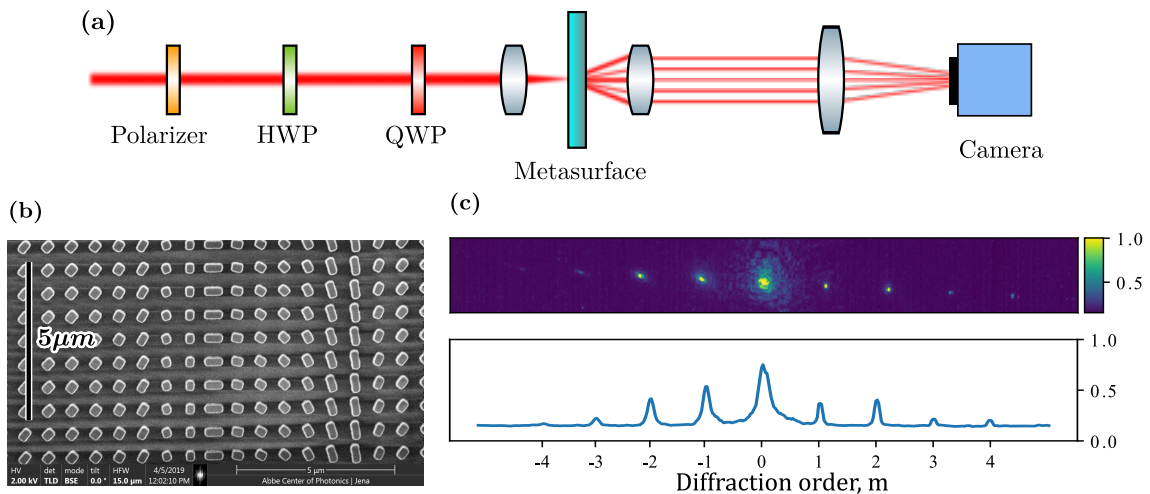 (a)
Polarizer
HWP
QWP
Metasurface
Camera
(b)
5μm
HV det mode tilt HFW 4/5/2019 5 μm
2.00 kV TLD BSE 0.0 ° 15.0 μm 12:02:10 PM Abbe Center of Photonics | Jena
(c)
1.0
0.5
1.0
0.5
0.0
-4 -3 -2 -1 0 1 2 3 4
Diffraction order, m